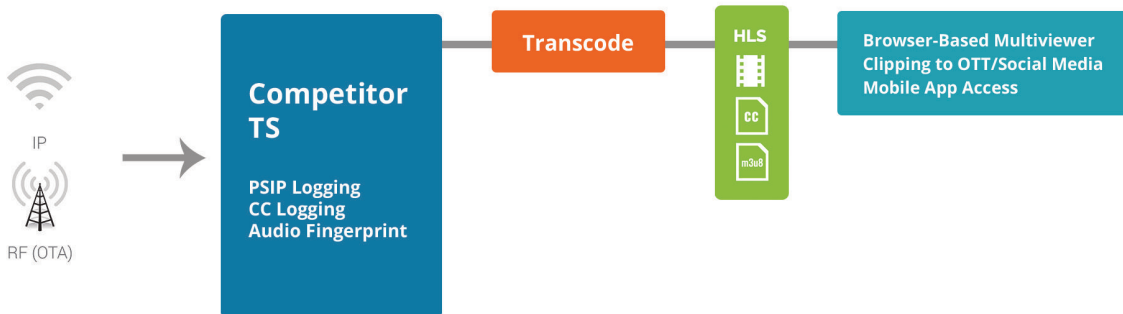 IP
RF (OTA)
Competitor
TS
PSIP Logging
CC Logging
Audio Fingerprint
Transcode
HLS
CC
m3u8
Browser-Based Multiviewer
Clipping to OTT/Social Media
Mobile App Access